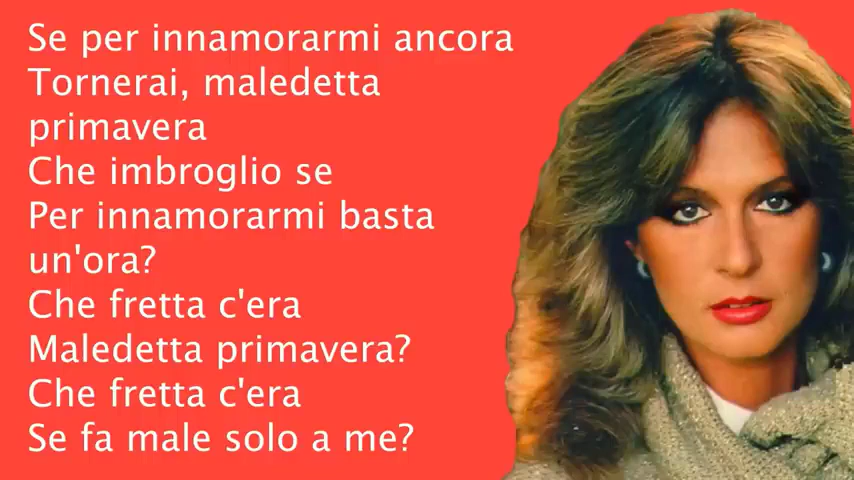 Se per innamorarmi ancora
Tornerai, maledetta
primavera
Che imbroglio se
Per innamorarmi basta
un'ora?
Che fretta c'era
Maledetta primavera?
Che fretta c'era
Se fa male solo a me?